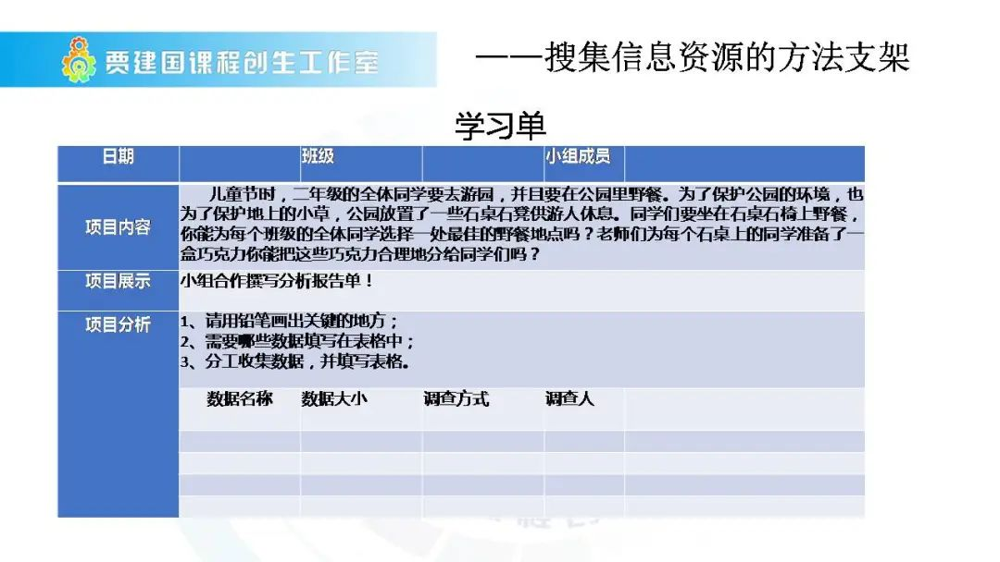 贾建国课程创生工作室
——搜集信息资源的方法支架
学习单
日期 班级 小组成员
项目内容
儿童节时，二年级的全体同学要去游园，并且要在公园里野餐。为了保护公园的环境，也
为了保护地上的小草，公园放置了一些石桌石凳供游人休息。同学们要坐在石桌石椅上野餐，
你能为每个班级的全体同学选择一处最佳的野餐地点吗？老师们为每个石桌上的同学准备了一
盒巧克力你能把这些巧克力合理地分给同学们吗？
项目展示
小组合作撰写分析报告单！
项目分析
1、请用铅笔画出关键的地方；
2、需要哪些数据填写在表格中；
3、分工收集数据，并填写表格。
数据名称 数据大小 调查方式 调查人